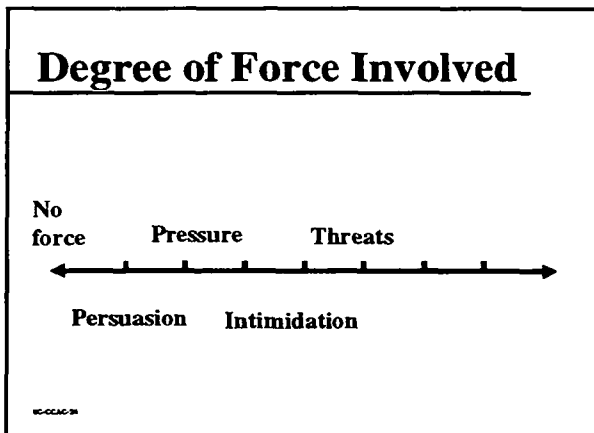 Degree of Force Involved
No
force
Pressure
Threats
Persuasion
Intimidation